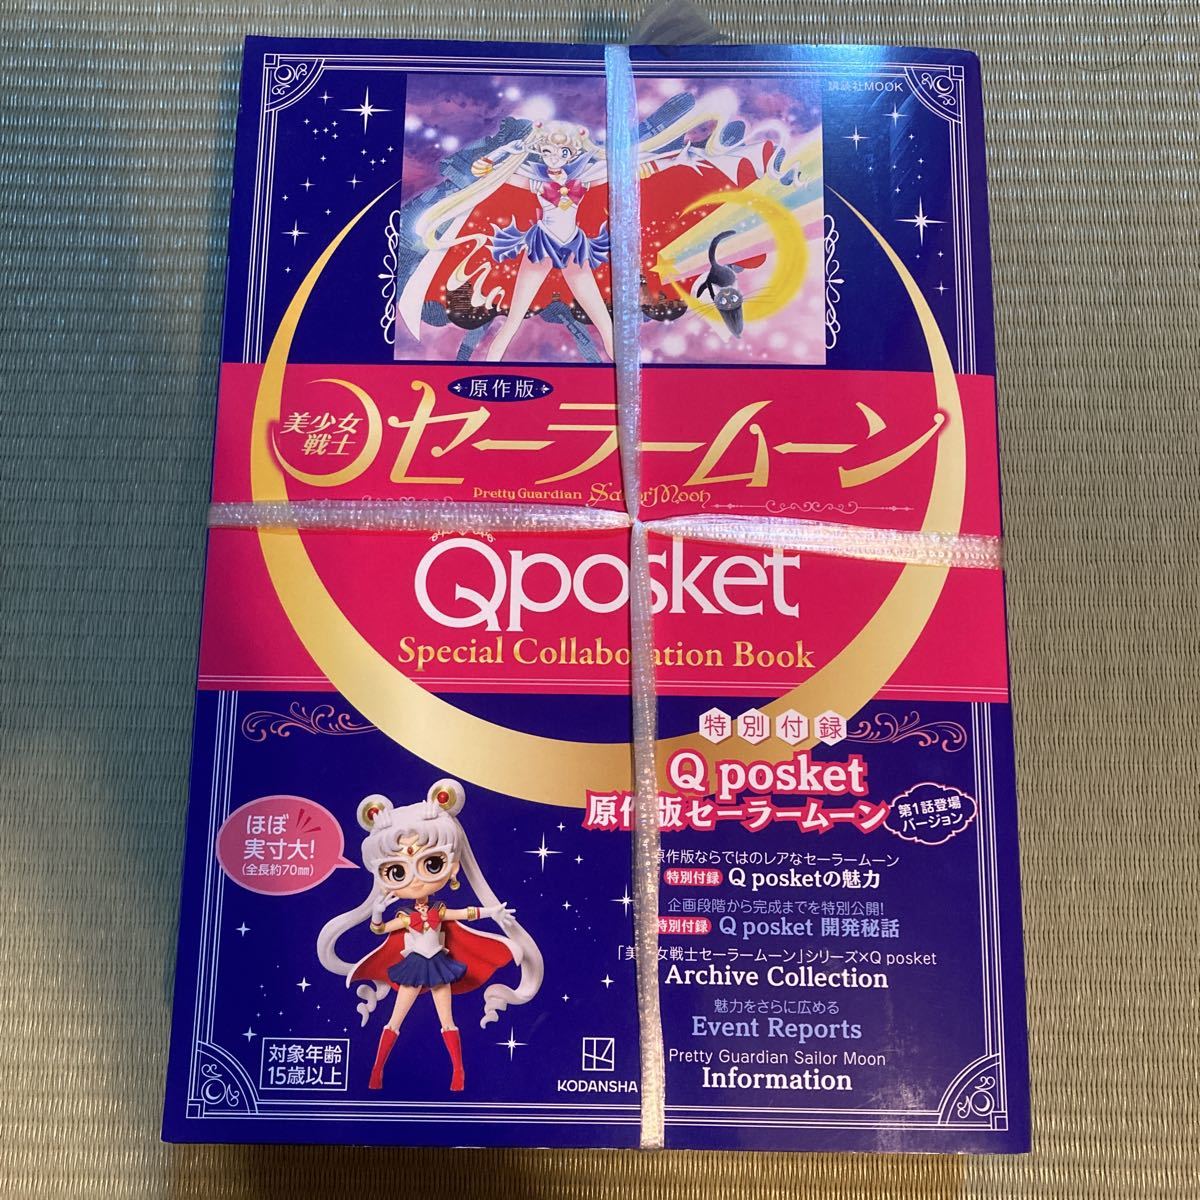 講談社MOOK
原作版
美少女
戦士
セーラームーン
Pretty Guardian Sailor Moon
Qposket
Special Collaboration Book
特別付録
Q posket
原作版セーラームーン
第1話登場
バージョン
ほぼ
実寸大!
(全長約70mm)
原作版ならではのレアなセーラームーン
特別付録 Q posketの魅力
企画段階から完成までを特別公開!
特別付録 Q posket 開発秘話
「美少女戦士セーラームーン」シリーズ×Q posket
Archive Collection
魅力をさらに広める
Event Reports
Pretty Guardian Sailor Moon
Information
対象年齢
15歳以上
KODANSHA